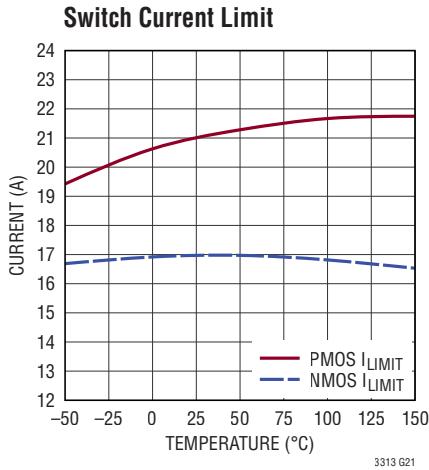 Switch Current Limit
24
23
22
21
20
19
18
17
16
15
14
13
12
CURRENT (A)
PMOS ILIMIT
NMOS ILIMIT
–50 –25 0 25 50 75 100 125 150
TEMPERATURE (°C)
3313 G21